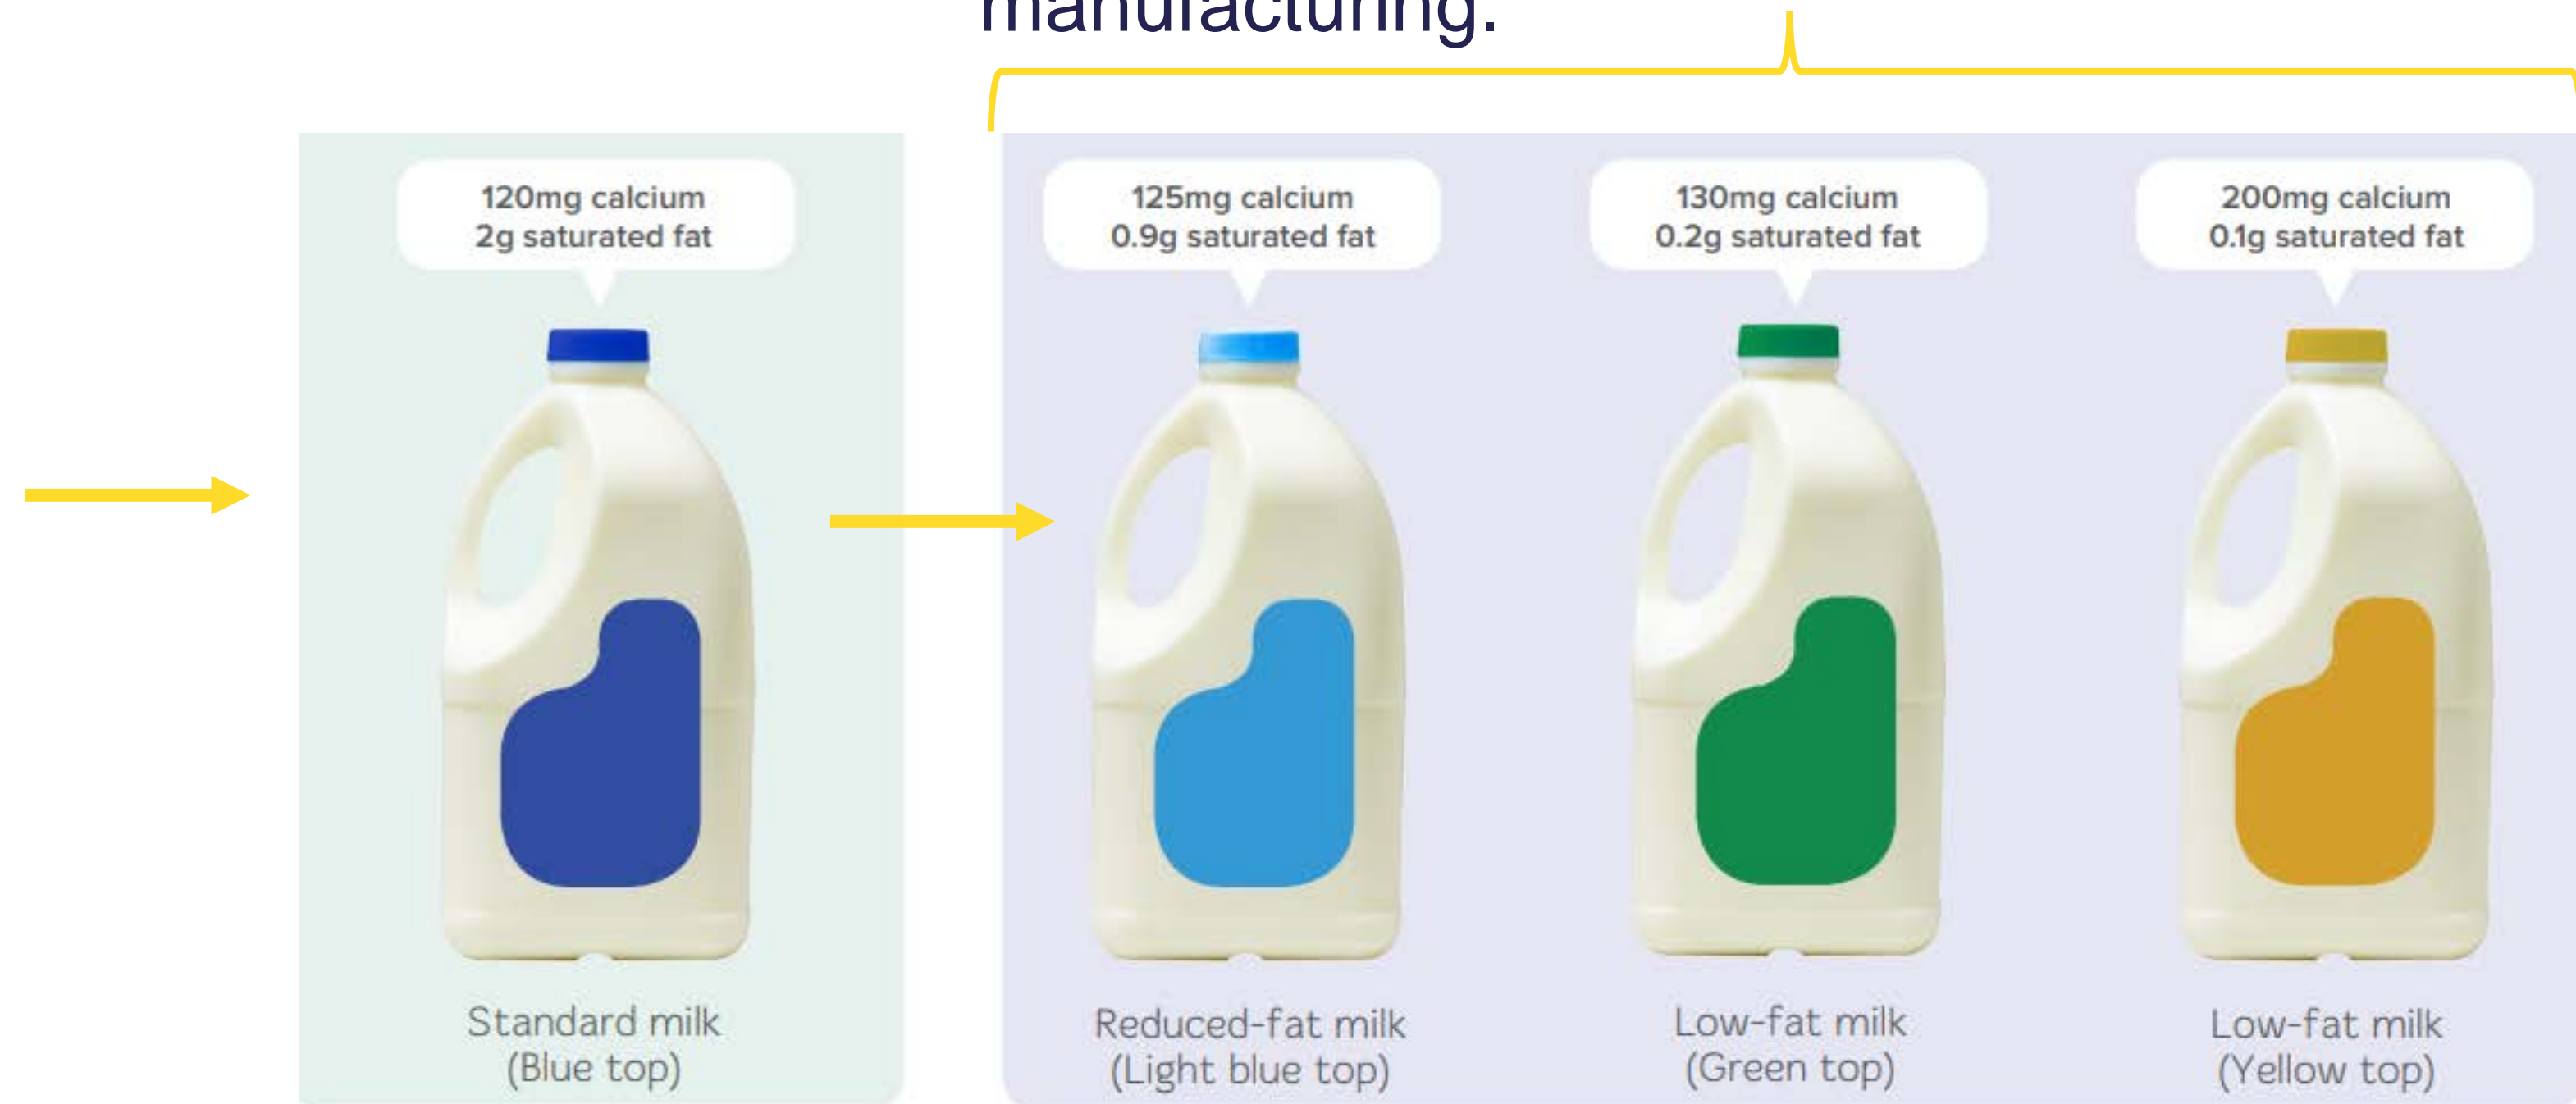 manufacturing.
120mg calcium
2g saturated fat
125mg calcium
0.9g saturated fat
130mg calcium
0.2g saturated fat
200mg calcium
0.1g saturated fat
Standard milk
(Blue top)
Reduced-fat milk
(Light blue top)
Low-fat milk
(Green top)
Low-fat milk
(Yellow top)